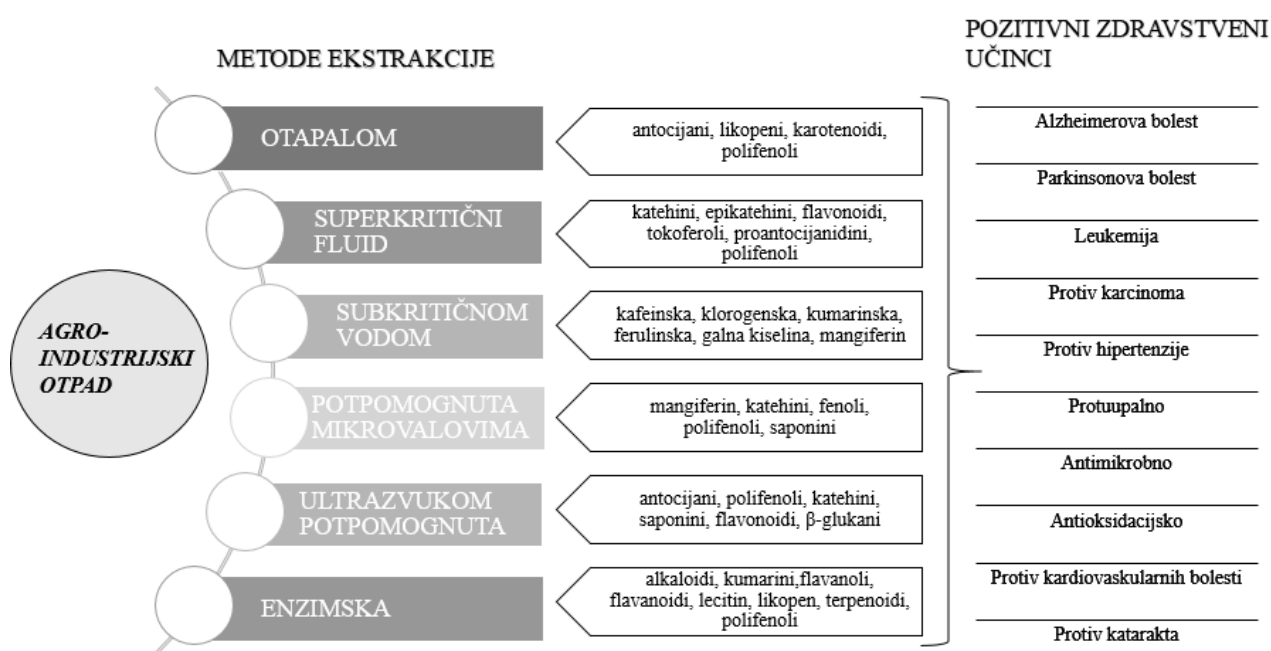 METODE EKSTRAKCIJE
POZITIVNI ZDRAVSTVENI
UČINCI
AGRO-
INDUSTRIJSKI
OTPAD
OTAPALOM
antocijani, likopeni, karotenoidi,
polifenoli
SUPERKRITIČNI
FLUID
katehini, epikatehini, flavonoidi,
tokoferoli, proantocijanidini,
polifenoli
SUBKRITIČNOM
VODOM
kafeinska, klorogenska, kumarinska,
ferulinska, galna kiselina, mangiferin
POTPOMOGNUTA
MIKROVALOVIMA
mangiferin, katehini, fenoli,
polifenoli, saponini
ULTRAZVUKOM
POTPOMOGNUTA
antocijani, polifenoli, katehini,
saponini, flavonoidi, β-glukani
ENZIMSKA
alkaloidi, kumarini,flavanoli,
flavanoidi, lecitin, likopen, terpenoidi,
polifenoli
Alzheimerova bolest
Parkinsonova bolest
Leukemija
Protiv karcinoma
Protiv hipertenzije
Protuupalno
Antimikrobno
Antioksidacijsko
Protiv kardiovaskularnih bolesti
Protiv katarakta